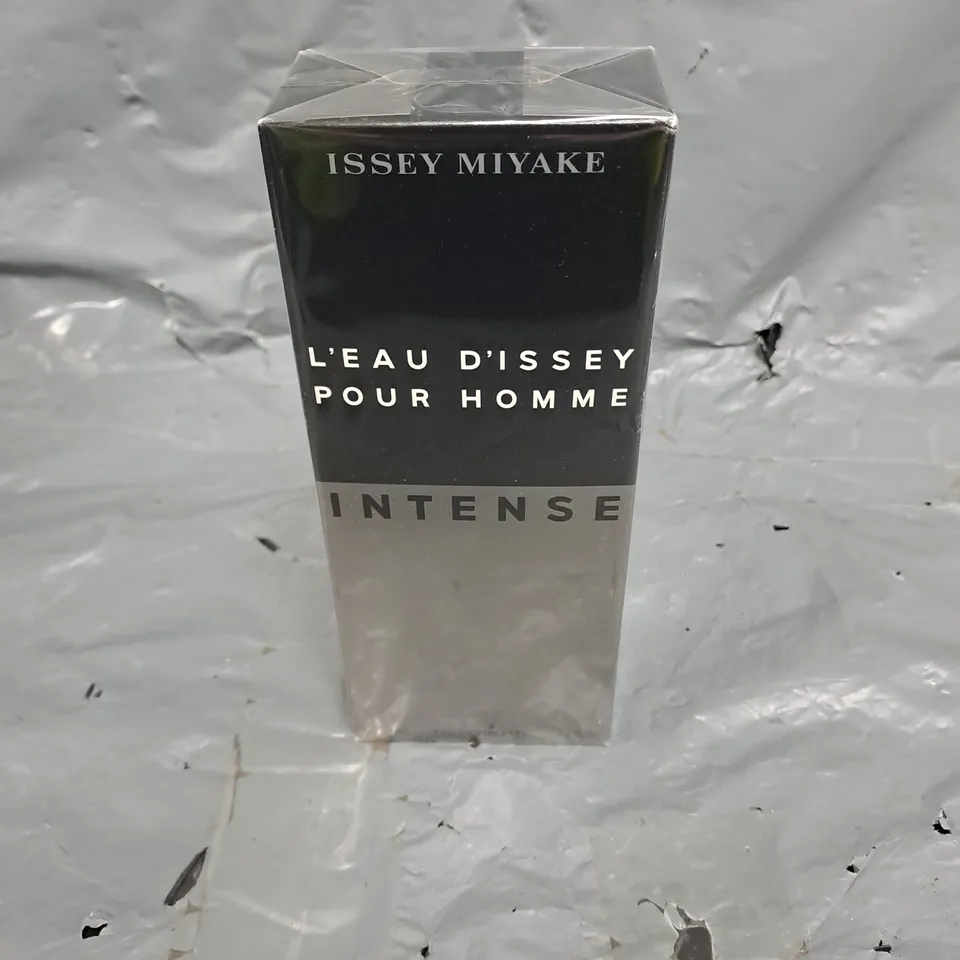 ISSEY MIYAKE
L'EAU D'ISSEY
POUR HOMME
INTENSE